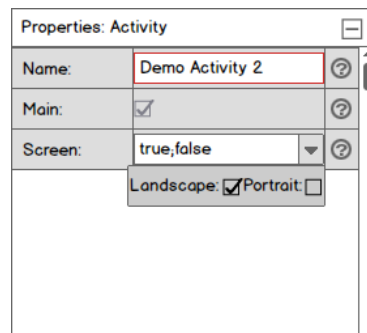 Properties: Activity
Name: Demo Activity 2 ?
Main: ?
Screen: true;false ?
Landscape: Portrait: